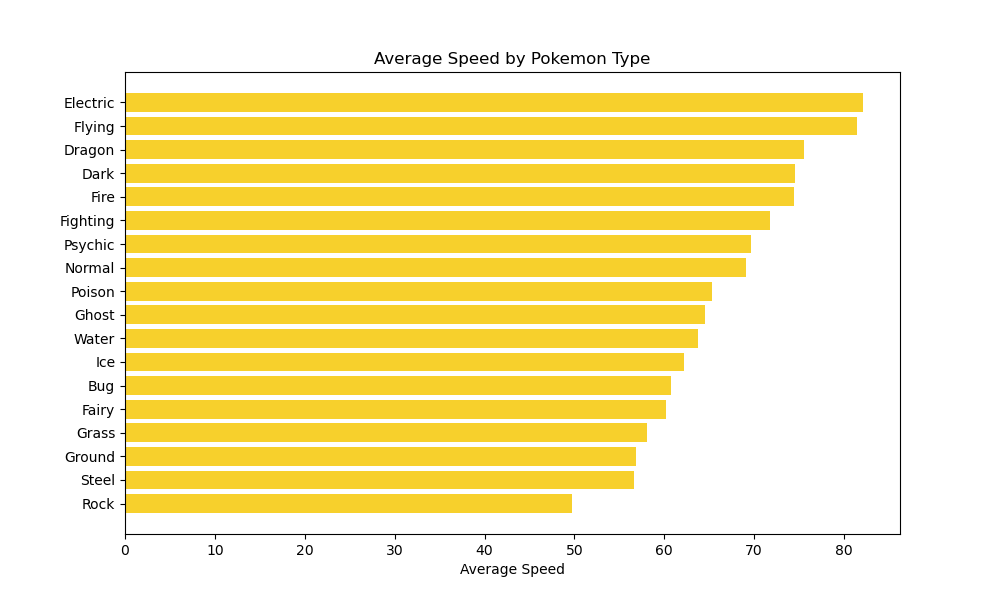 Average Speed by Pokemon Type
Electric
Flying
Dragon
Dark
Fire
Fighting
Psychic
Normal
Poison
Ghost
Water
Ice
Bug
Fairy
Grass
Ground
Steel
Rock
0 10 20 30 40 50 60 70 80
Average Speed